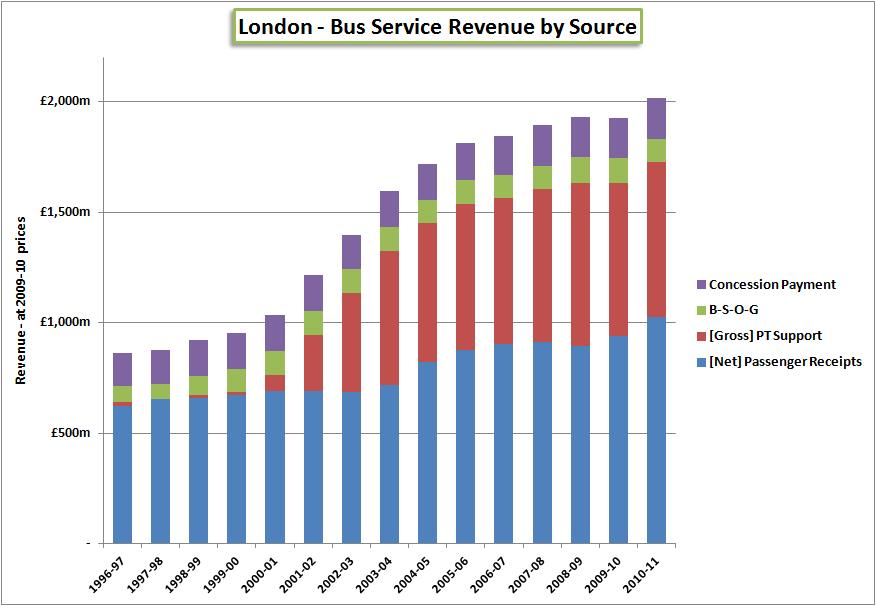 London - Bus Service Revenue by Source
Revenue - at 2009-10 prices
£2,000m
£1,500m
£1,000m
£500m
-
1996-97
1997-98
1998-99
1999-00
2000-01
2001-02
2002-03
2003-04
2004-05
2005-06
2006-07
2007-08
2008-09
2009-10
2010-11
Concession Payment
B-S-O-G
[Gross] PT Support
[Net] Passenger Receipts